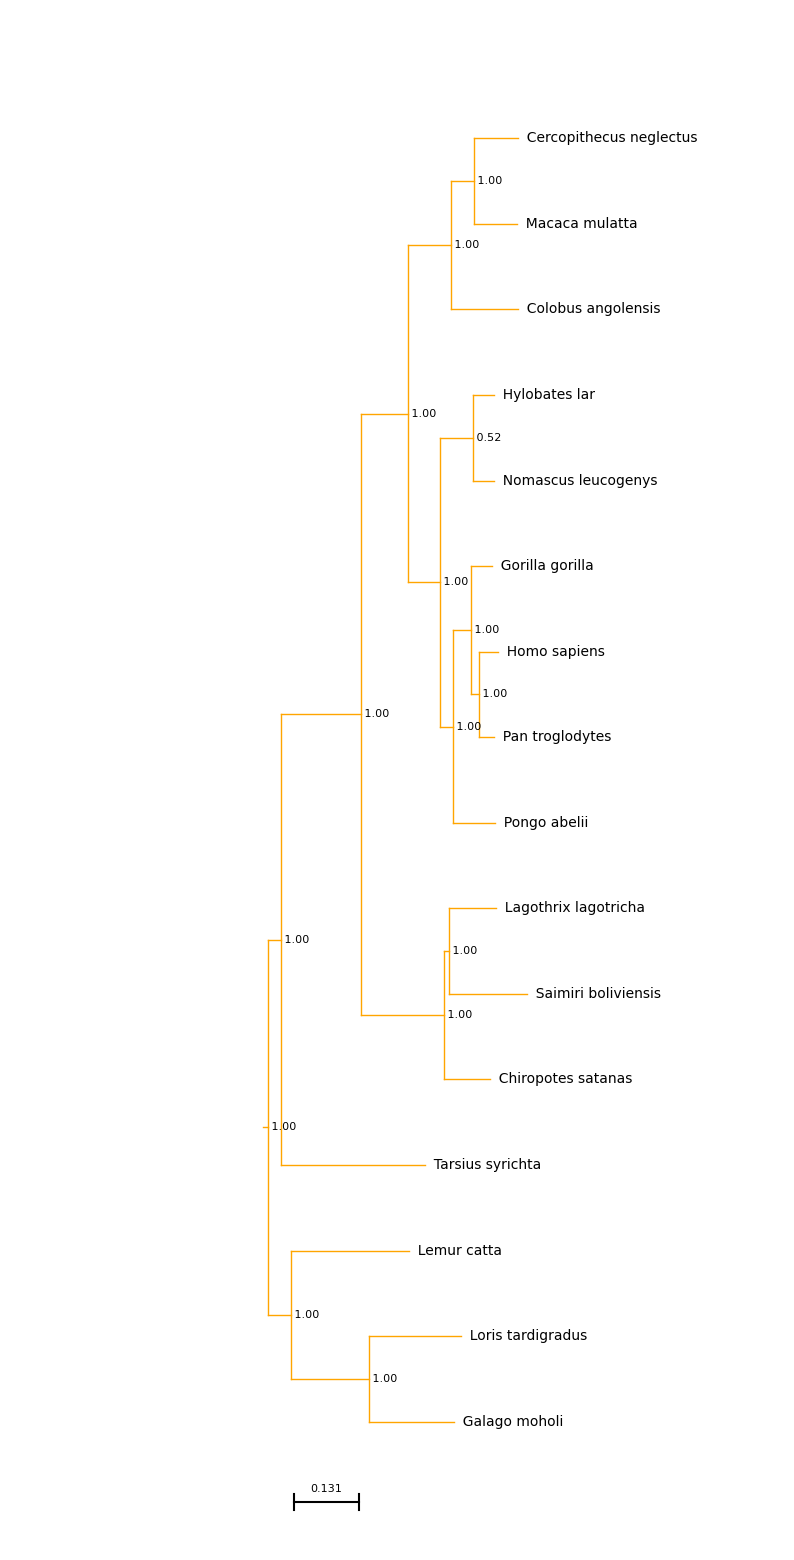 Cercopithecus neglectus
1.00
Macaca mulatta
1.00
Colobus angolensis
Hylobates lar
1.00
0.52
Nomascus leucogenys
Gorilla gorilla
1.00
1.00
Homo sapiens
1.00
1.00
1.00
Pan troglodytes
Pongo abelii
Lagothrix lagotricha
1.00
1.00
Saimiri boliviensis
1.00
Chiropotes satanas
1.00
Tarsius syrichta
Lemur catta
1.00
Loris tardigradus
1.00
Galago moholi
0.131